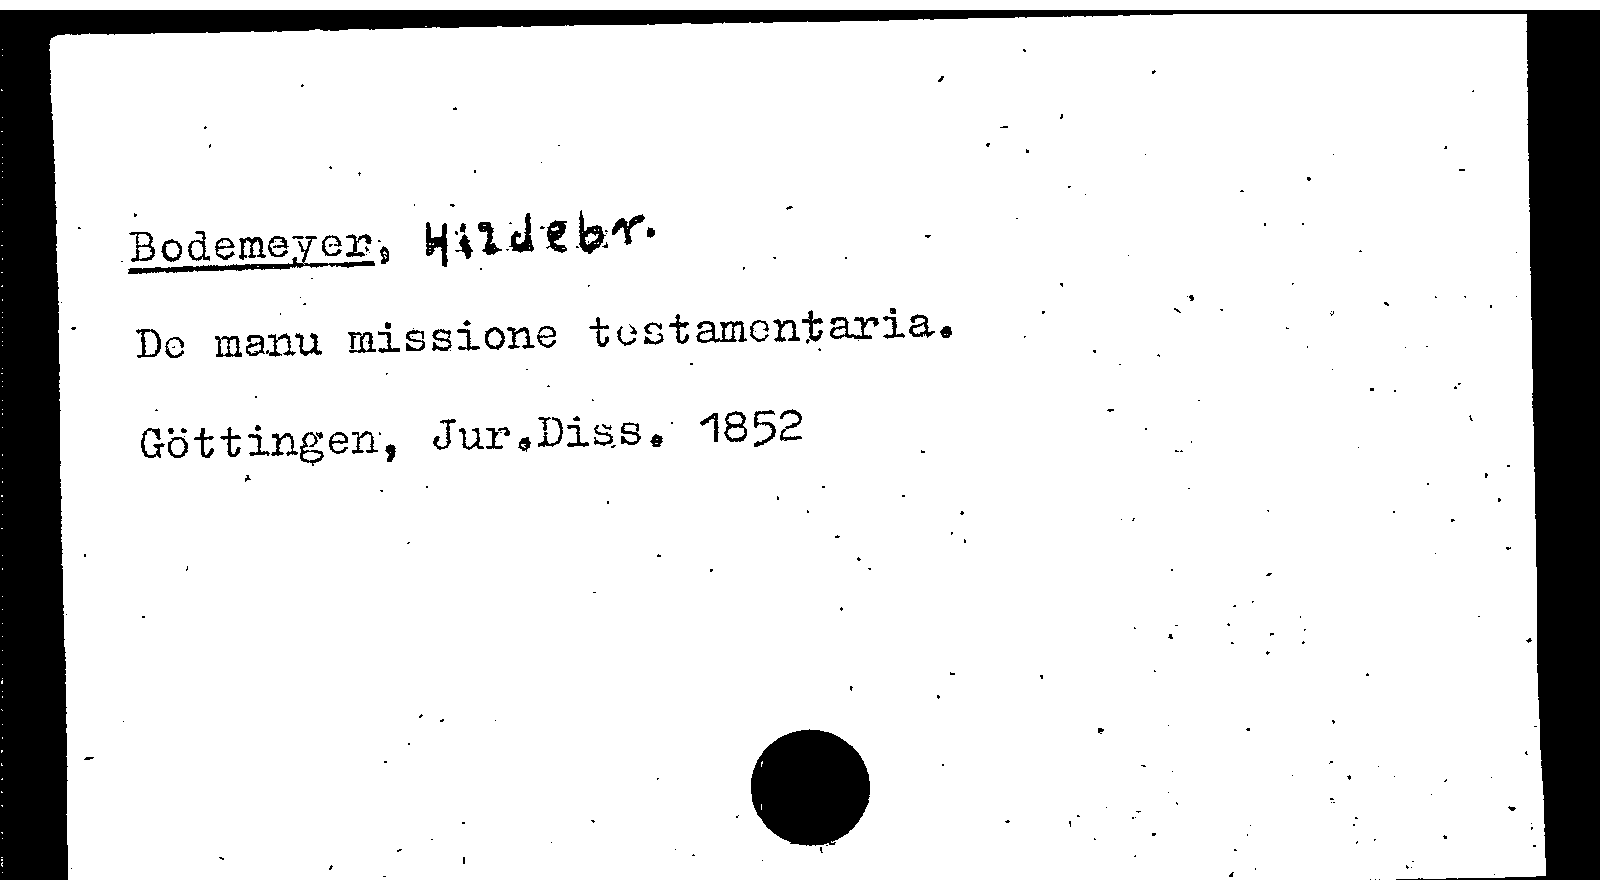 Bodemeyer, Hildebr.
De manu missione testamentaria.
Göttingen, Jur.Diss. 1852